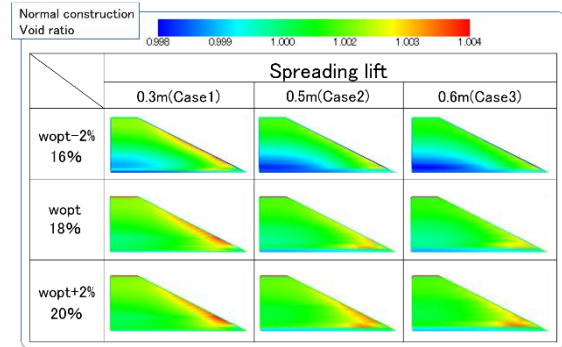 Normal construction
Void ratio
0.998 0.999 1.000 1.002 1.003 1.004
Spreading lift
0.3m(Case1) 0.5m(Case2) 0.6m(Case3)
wopt-2%
16%
wopt
18%
wopt+2%
20%